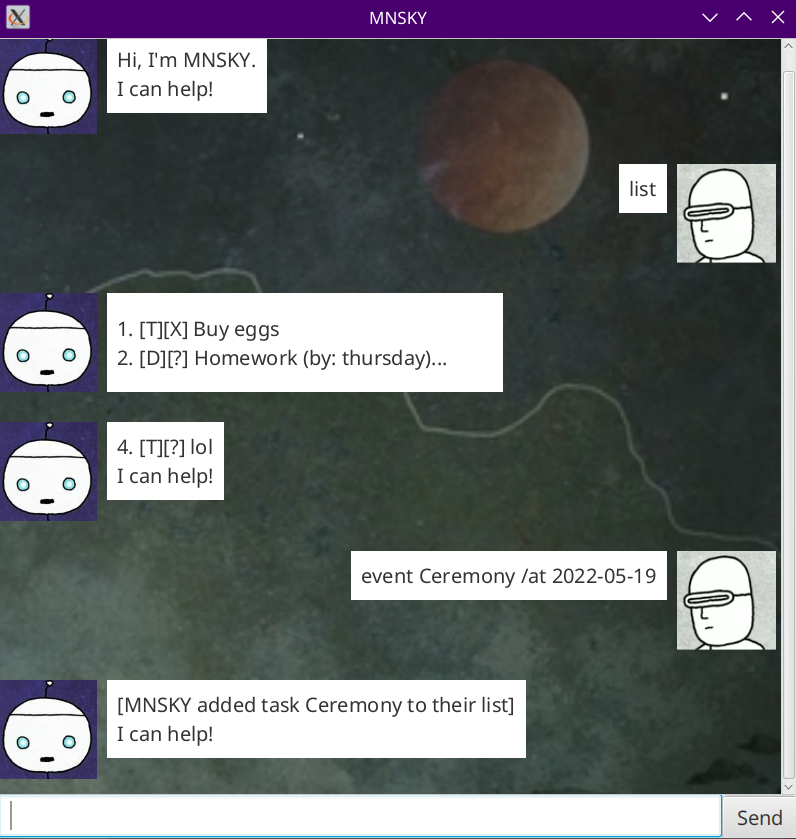 MNSKY
Hi, I'm MNSKY.
I can help!
list
1. [T][X] Buy eggs
2. [D][?] Homework (by: thursday)...
4. [T][?] lol
I can help!
event Ceremony /at 2022-05-19
[MNSKY added task Ceremony to their list]
I can help!
Send